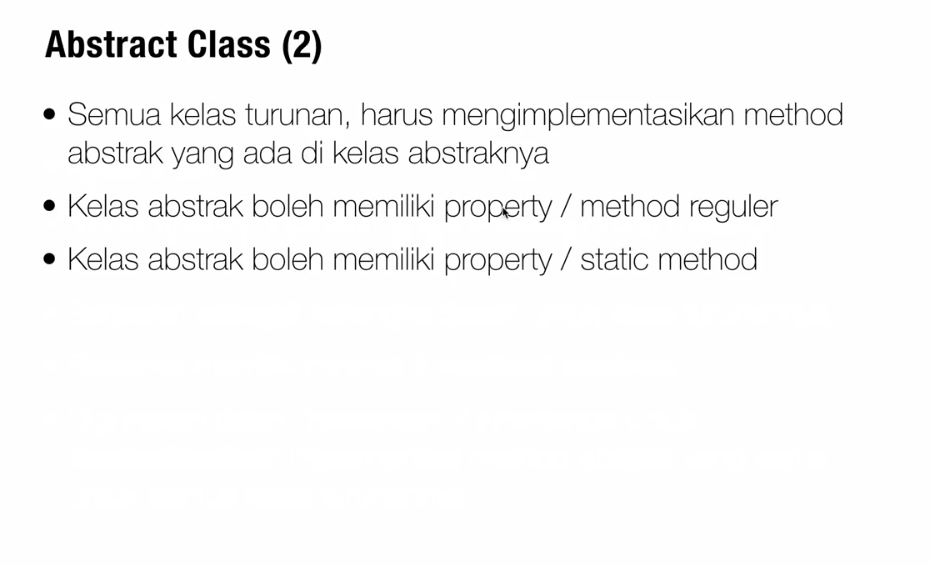 Abstract Class (2)
• Semua kelas turunan, harus mengimplementasikan method
abstrak yang ada di kelas abstraknya
• Kelas abstrak boleh memiliki property / method reguler
• Kelas abstrak boleh memiliki property / static method